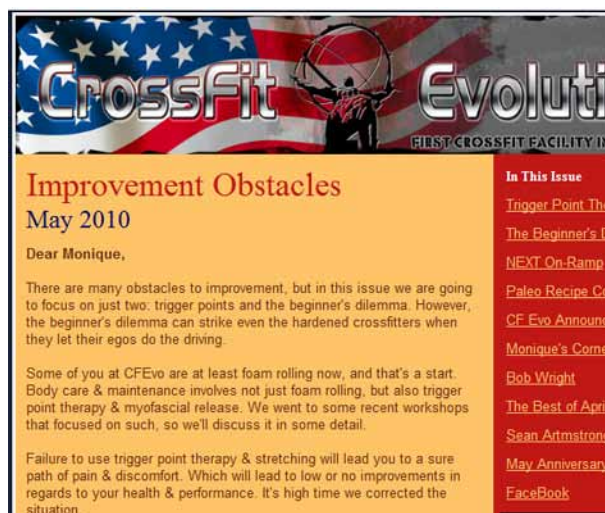 CrossFit
FIRST CROSSFIT FACILITY
Improvement Obstacles
May 2010
Dear Monique,
There are many obstacles to improvement, but in this issue we are going
to focus on just two: trigger points and the beginner's dilemma. However,
the beginner's dilemma can strike even the hardened crossfitters when
they let their egos do the driving.
Some of you at CFEvo are at least foam rolling now, and that's a start.
Body care & maintenance involves not just foam rolling, but also trigger
point therapy & myofascial release. We went to some recent workshops
that focused on such, so we'll discuss it in some detail.
Failure to use trigger point therapy & stretching will lead you to a sure
path of pain & discomfort. Which will lead to low or no improvements in
regards to your health & performance. It's high time we corrected the
situation
In This Issue
Trigger Point
The Beginner's
NEXT On-Ramp
Paleo Recipe
CF Evo
Monique's
Bob Wright
The Best of
Sean Artmstrong
May Anniversary
FaceBook